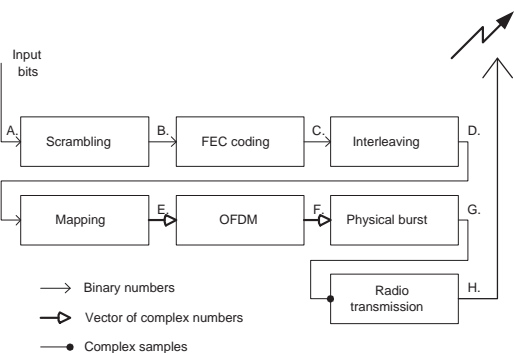 Input
bits
A.
Scrambling
B.
FEC coding
C.
Interleaving
D.
Mapping
E.
OFDM
F.
Physical burst
G.
Radio
transmission
H.
Binary numbers
Vector of complex numbers
Complex samples